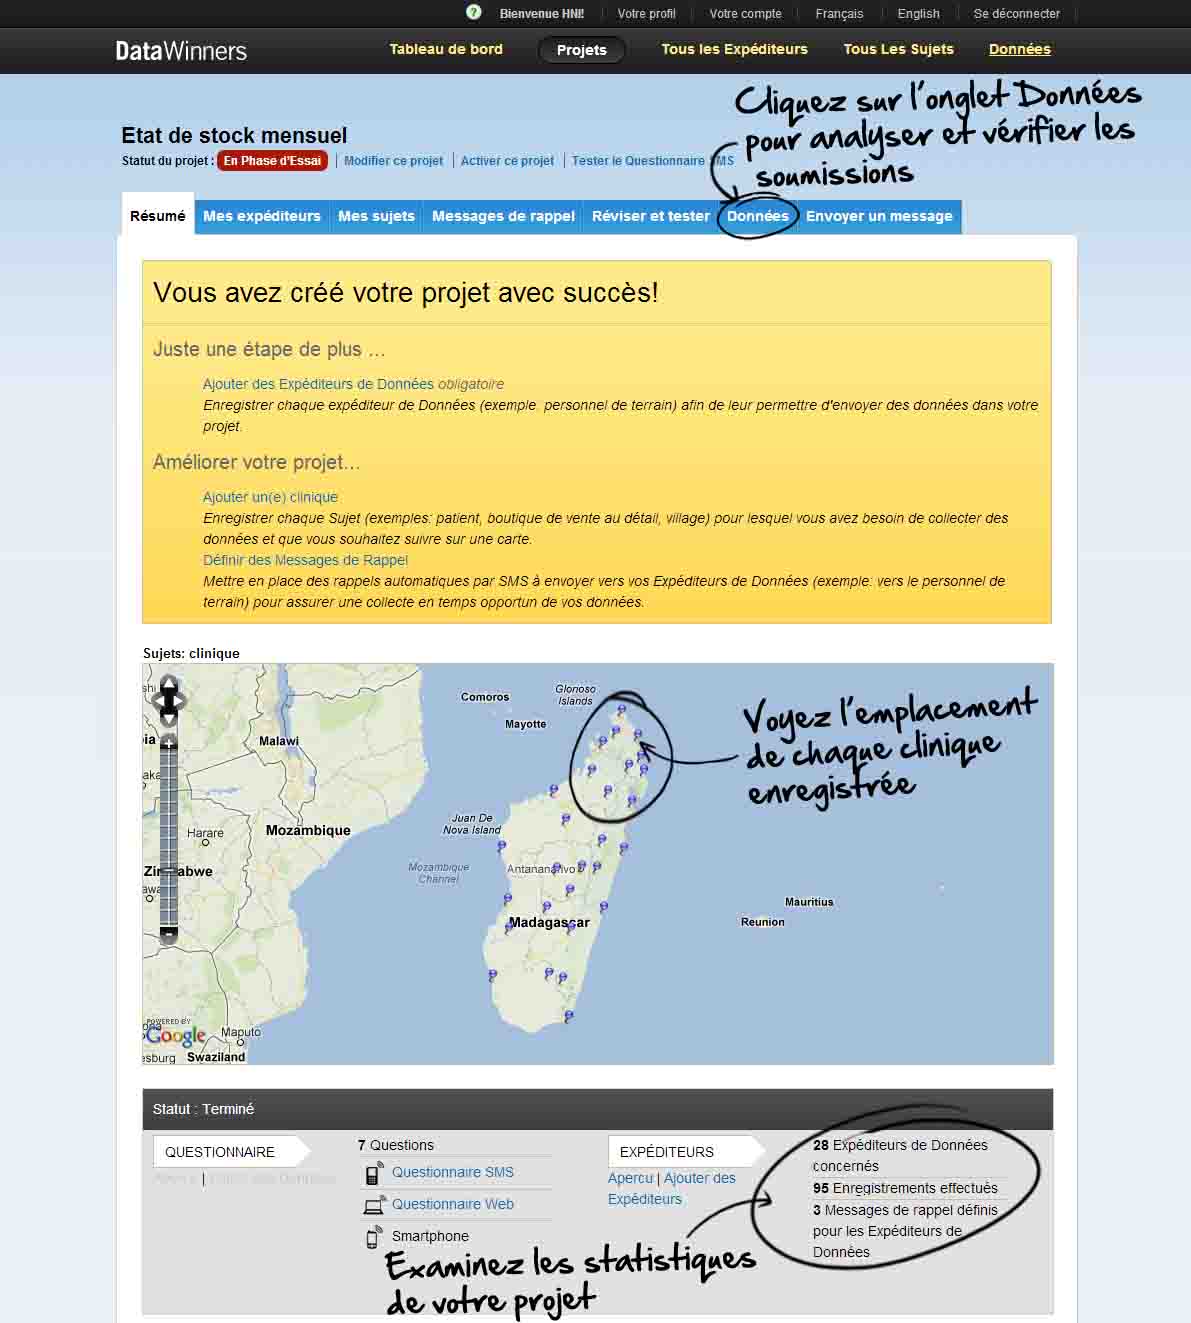 Bienvenue HNI! Votre profil Votre compte Français English Se déconnecter
DataWinners Tableau de bord Projets Tous les Expéditeurs Tous Les Sujets Données
Cliquez sur l'onglet Données
pour analyser et vérifier les
soumissions
Etat de stock mensuel
Statut du projet : En Phase d'Essai Modifier ce projet Activer ce projet Tester le Questionnaire SMS
Résumé Mes expéditeurs Mes sujets Messages de rappel Réviser et tester Données Envoyer un message
Vous avez créé votre projet avec succès!
Juste une étape de plus ...
Ajouter des Expéditeurs de Données obligatoire
Enregistrer chaque expéditeur de Données (exemple: personnel de terrain) afin de leur permettre d'envoyer des données dans votre
projet.
Améliorer votre projet...
Ajouter un(e) clinique
Enregistrer chaque Sujet (exemples: patient, boutique de vente au détail, village) pour lesquel vous avez besoin de collecter des
données et que vous souhaitez suivre sur une carte.
Définir des Messages de Rappel
Mettre en place des rappels automatiques par SMS à envoyer vers vos Expéditeurs de Données (exemple: vers le personnel de
terrain) pour assurer une collecte en temps opportun de vos données.
Sujets: clinique
Comoros
Glorioso
Islands
Mayotte
Malawi
Voyez l'emplacement
de chaque clinique
enregistrée
Juan De
Nova Island
Harare
Mozambique
Mozambique
Channel
Antananarivo
Zimbabwe
Madagascar
Mauritius
Reunion
POWERED BY
Google
Maputo
esburg Swaziland
Statut : Terminé
QUESTIONNAIRE
7 Questions
Questionnaire SMS
Questionnaire Web
Smartphone
EXPÉDITEURS
Apercu | Ajouter des
Expéditeurs
28 Expéditeurs de Données
concernés
95 Enregistrements effectués
3 Messages de rappel définis
pour les Expéditeurs de
Données
Examinez les statistiques
de votre projet